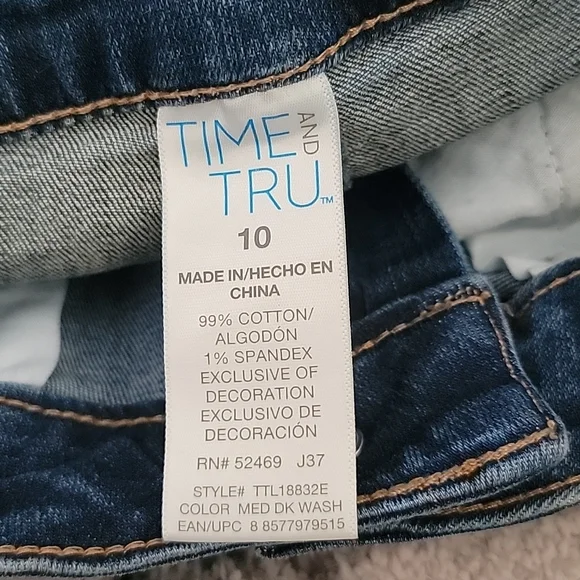 TIME AND
TRU™
10
MADE IN/HECHO EN
CHINA
99% COTTON/
ALGODÓN
1% SPANDEX
EXCLUSIVE OF
DECORATION
EXCLUSIVO DE
DECORACIÓN
RN# 52469 J37
STYLE# TTL18832E
COLOR MED DK WASH
EAN/UPC 8 8577979515